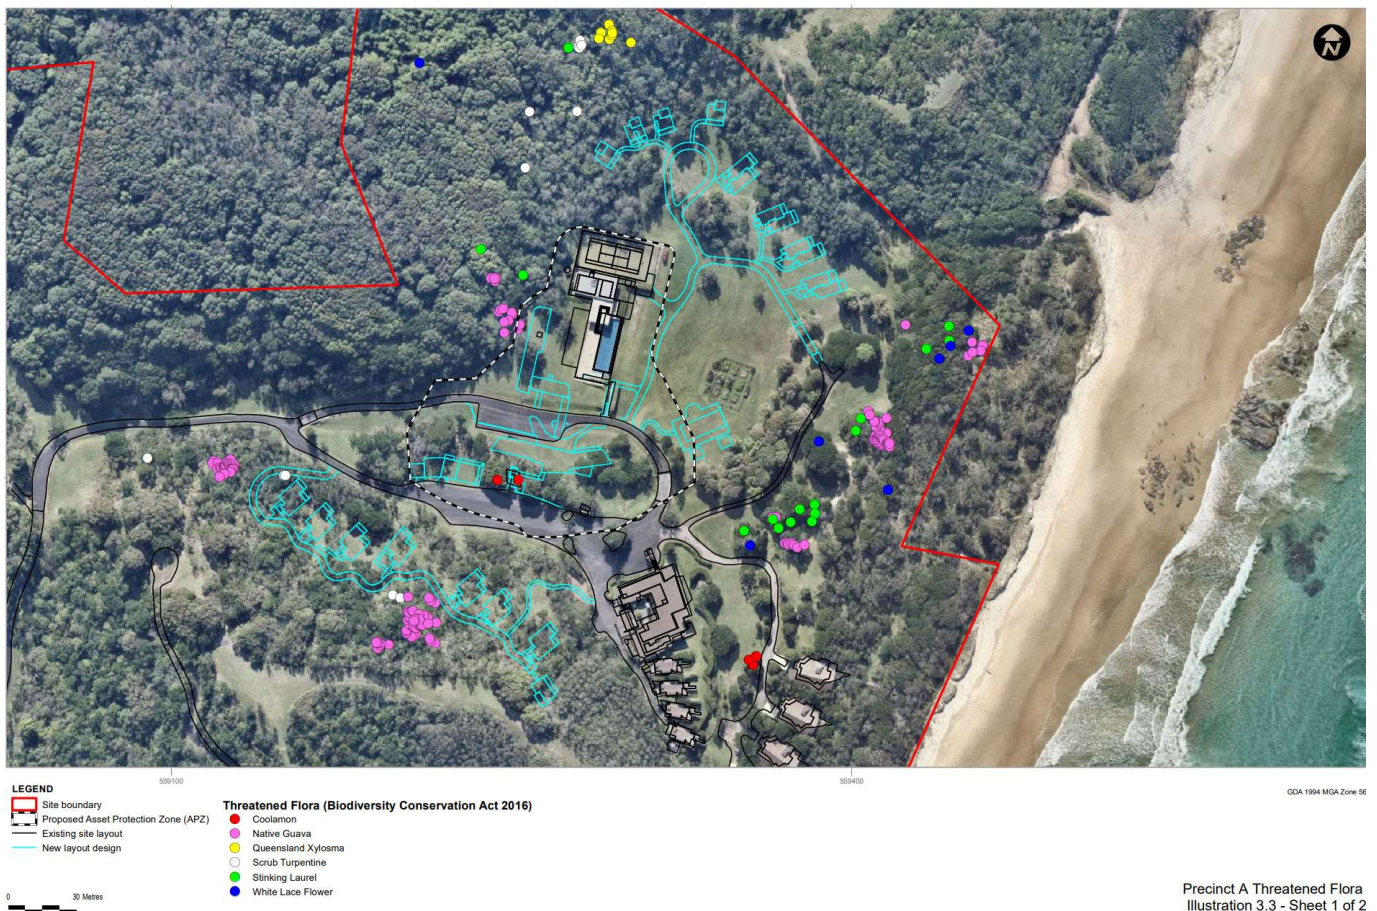 N
559100
559400
GDA 1994 MGA Zone 56
LEGEND
Site boundary
Proposed Asset Protection Zone (APZ)
Existing site layout
New layout design
Threatened Flora (Biodiversity Conservation Act 2016)
Coolamon
Native Guava
Queensland Xylosma
Scrub Turpentine
Stinking Laurel
White Lace Flower
0 30 Metres
Precinct A Threatened Flora
Illustration 3.3 - Sheet 1 of 2